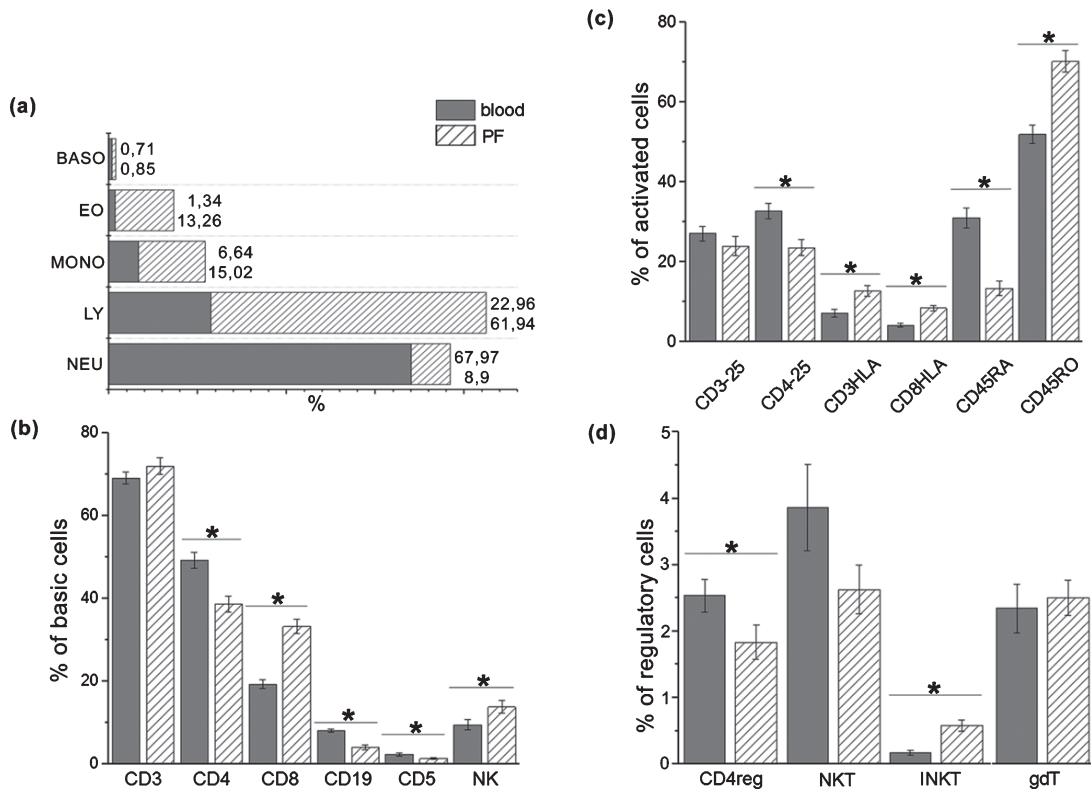 (a)
blood
PF
BASO
0,71
0,85
EO
1,34
13,26
MONO
6,64
15,02
LY
22,96
61,94
NEU
67,97
8,9
%
(b)
% of basic cells
80
60
40
20
0
*
*
*
*
*
CD3 CD4 CD8 CD19 CD5 NK
(c)
% of activated cells
80
60
40
20
0
*
*
*
*
*
CD3-25 CD4-25 CD3HLA CD8HLA CD45RA CD45RO
(d)
% of regulatory cells
5
4
3
2
1
0
*
*
CD4reg NKT INKT gdT